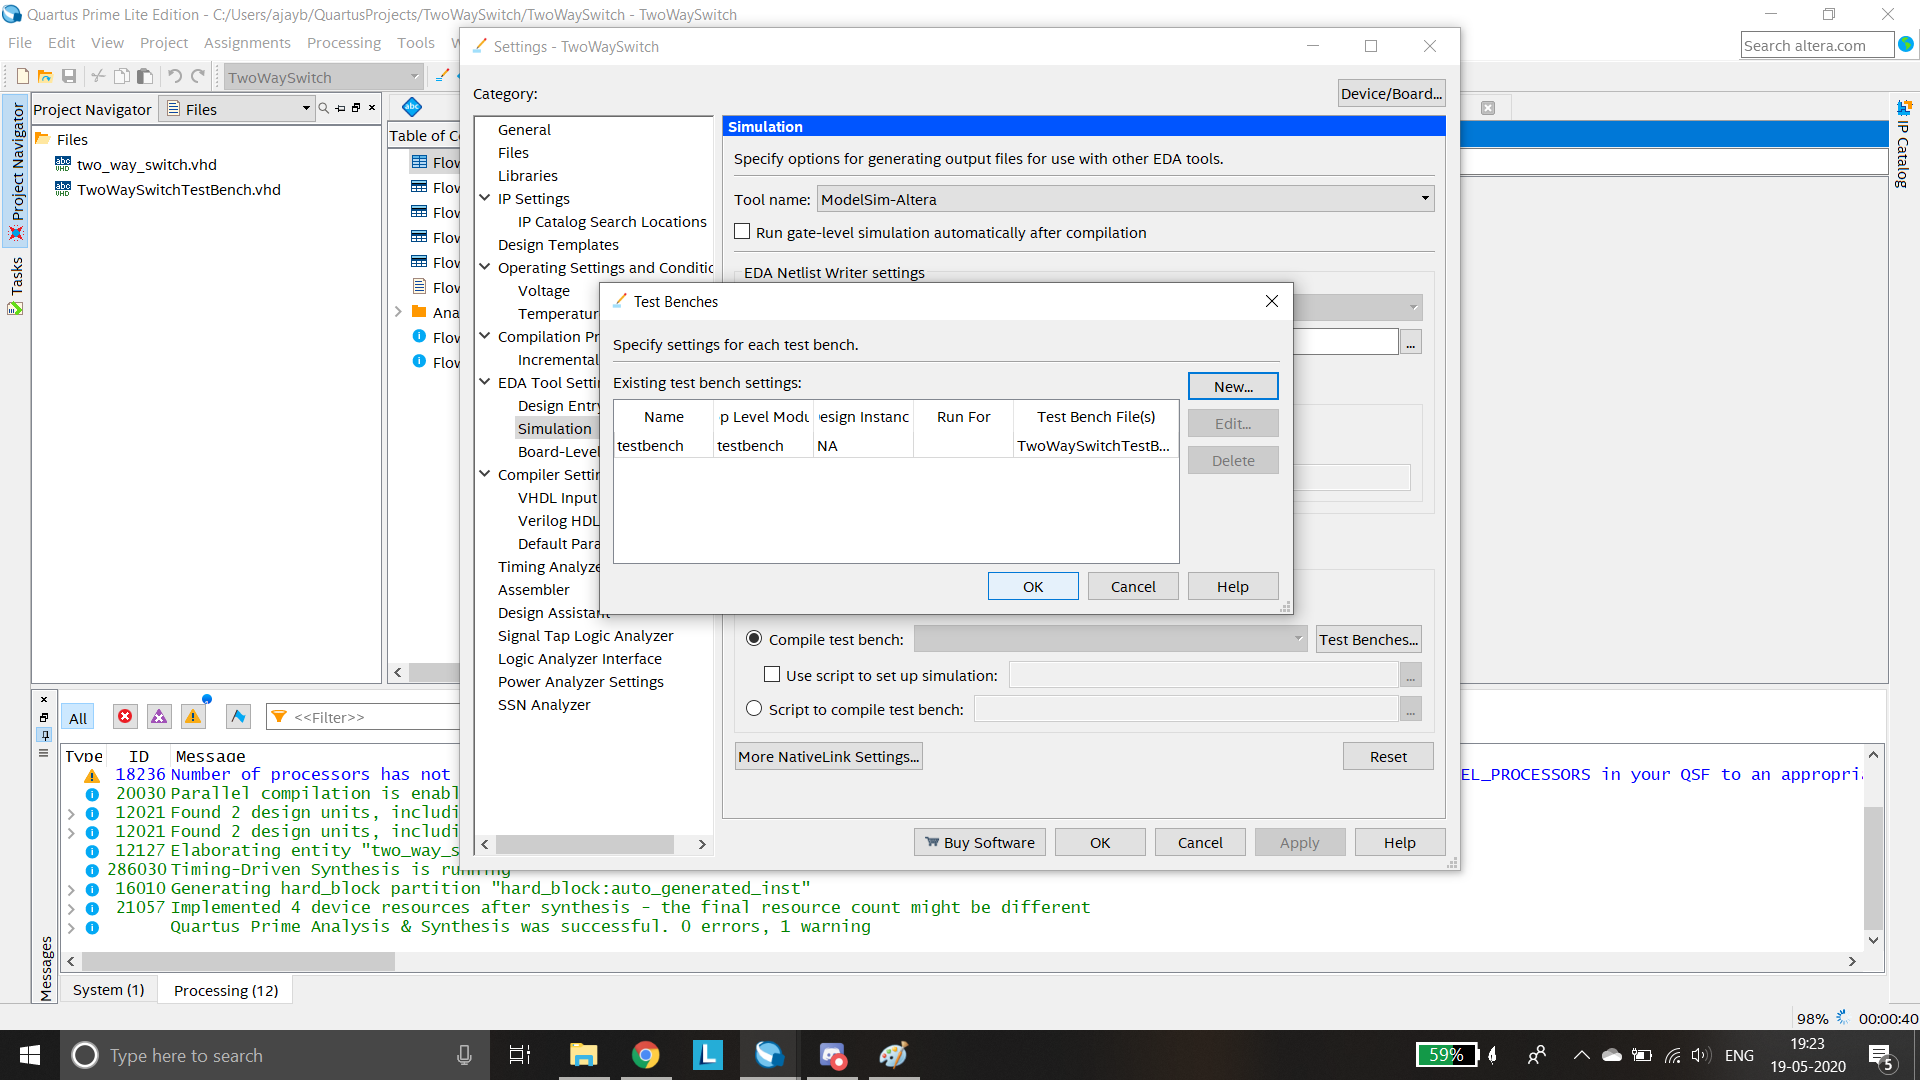 Quartus Prime Lite Edition - C:/Users/ajayb/QuartusProjects/TwoWaySwitch/TwoWaySwitch - TwoWaySwitch
File Edit View Project Assignments Processing Tools
Search altera.com
TwoWaySwitch
Project Navigator Files
Files
two_way_switch.vhd
TwoWaySwitchTestBench.vhd
Project Navigator
Tasks
IP Catalog
Table of
Settings - TwoWaySwitch
Category:
Device/Board...
General
Files
Libraries
IP Settings
IP Catalog Search Locations
Design Templates
Operating Settings and Conditic
Voltage
Temperatur
Compilation Pr
Incremental
EDA Tool Settin
Design Entry
Simulation
Board-Level
Compiler Settin
VHDL Input
Verilog HDL
Default Para
Timing Analyze
Assembler
Design Assistant
Signal Tap Logic Analyzer
Logic Analyzer Interface
Power Analyzer Settings
SSN Analyzer
Simulation
Specify options for generating output files for use with other EDA tools.
Tool name: ModelSim-Altera
Run gate-level simulation automatically after compilation
EDA Netlist Writer settings
Test Benches
Specify settings for each test bench.
Existing test bench settings:
Name p Level Modu esign Instanc Run For Test Bench File(s)
testbench testbench NA TwoWaySwitchTestB...
New...
Edit...
Delete
OK Cancel Help
Compile test bench: Test Benches...
Use script to set up simulation: ...
Script to compile test bench: ...
More NativeLink Settings... Reset
Buy Software OK Cancel Apply Help
All <<Filter>>
Type ID Message
18236 Number of processors has not EL_PROCESSORS in your QSF to an appropri
20030 Parallel compilation is enabl
12021 Found 2 design units, includi
12021 Found 2 design units, includi
12127 Elaborating entity "two_way_s
286030 Timing-Driven Synthesis is running
16010 Generating hard_block partition "hard_block:auto_generated_inst"
21057 Implemented 4 device resources after synthesis - the final resource count might be different
Quartus Prime Analysis & Synthesis was successful. 0 errors, 1 warning
Messages
System (1) Processing (12)
98% 00:00:40
Type here to search
59%
ENG
19:23
19-05-2020
5